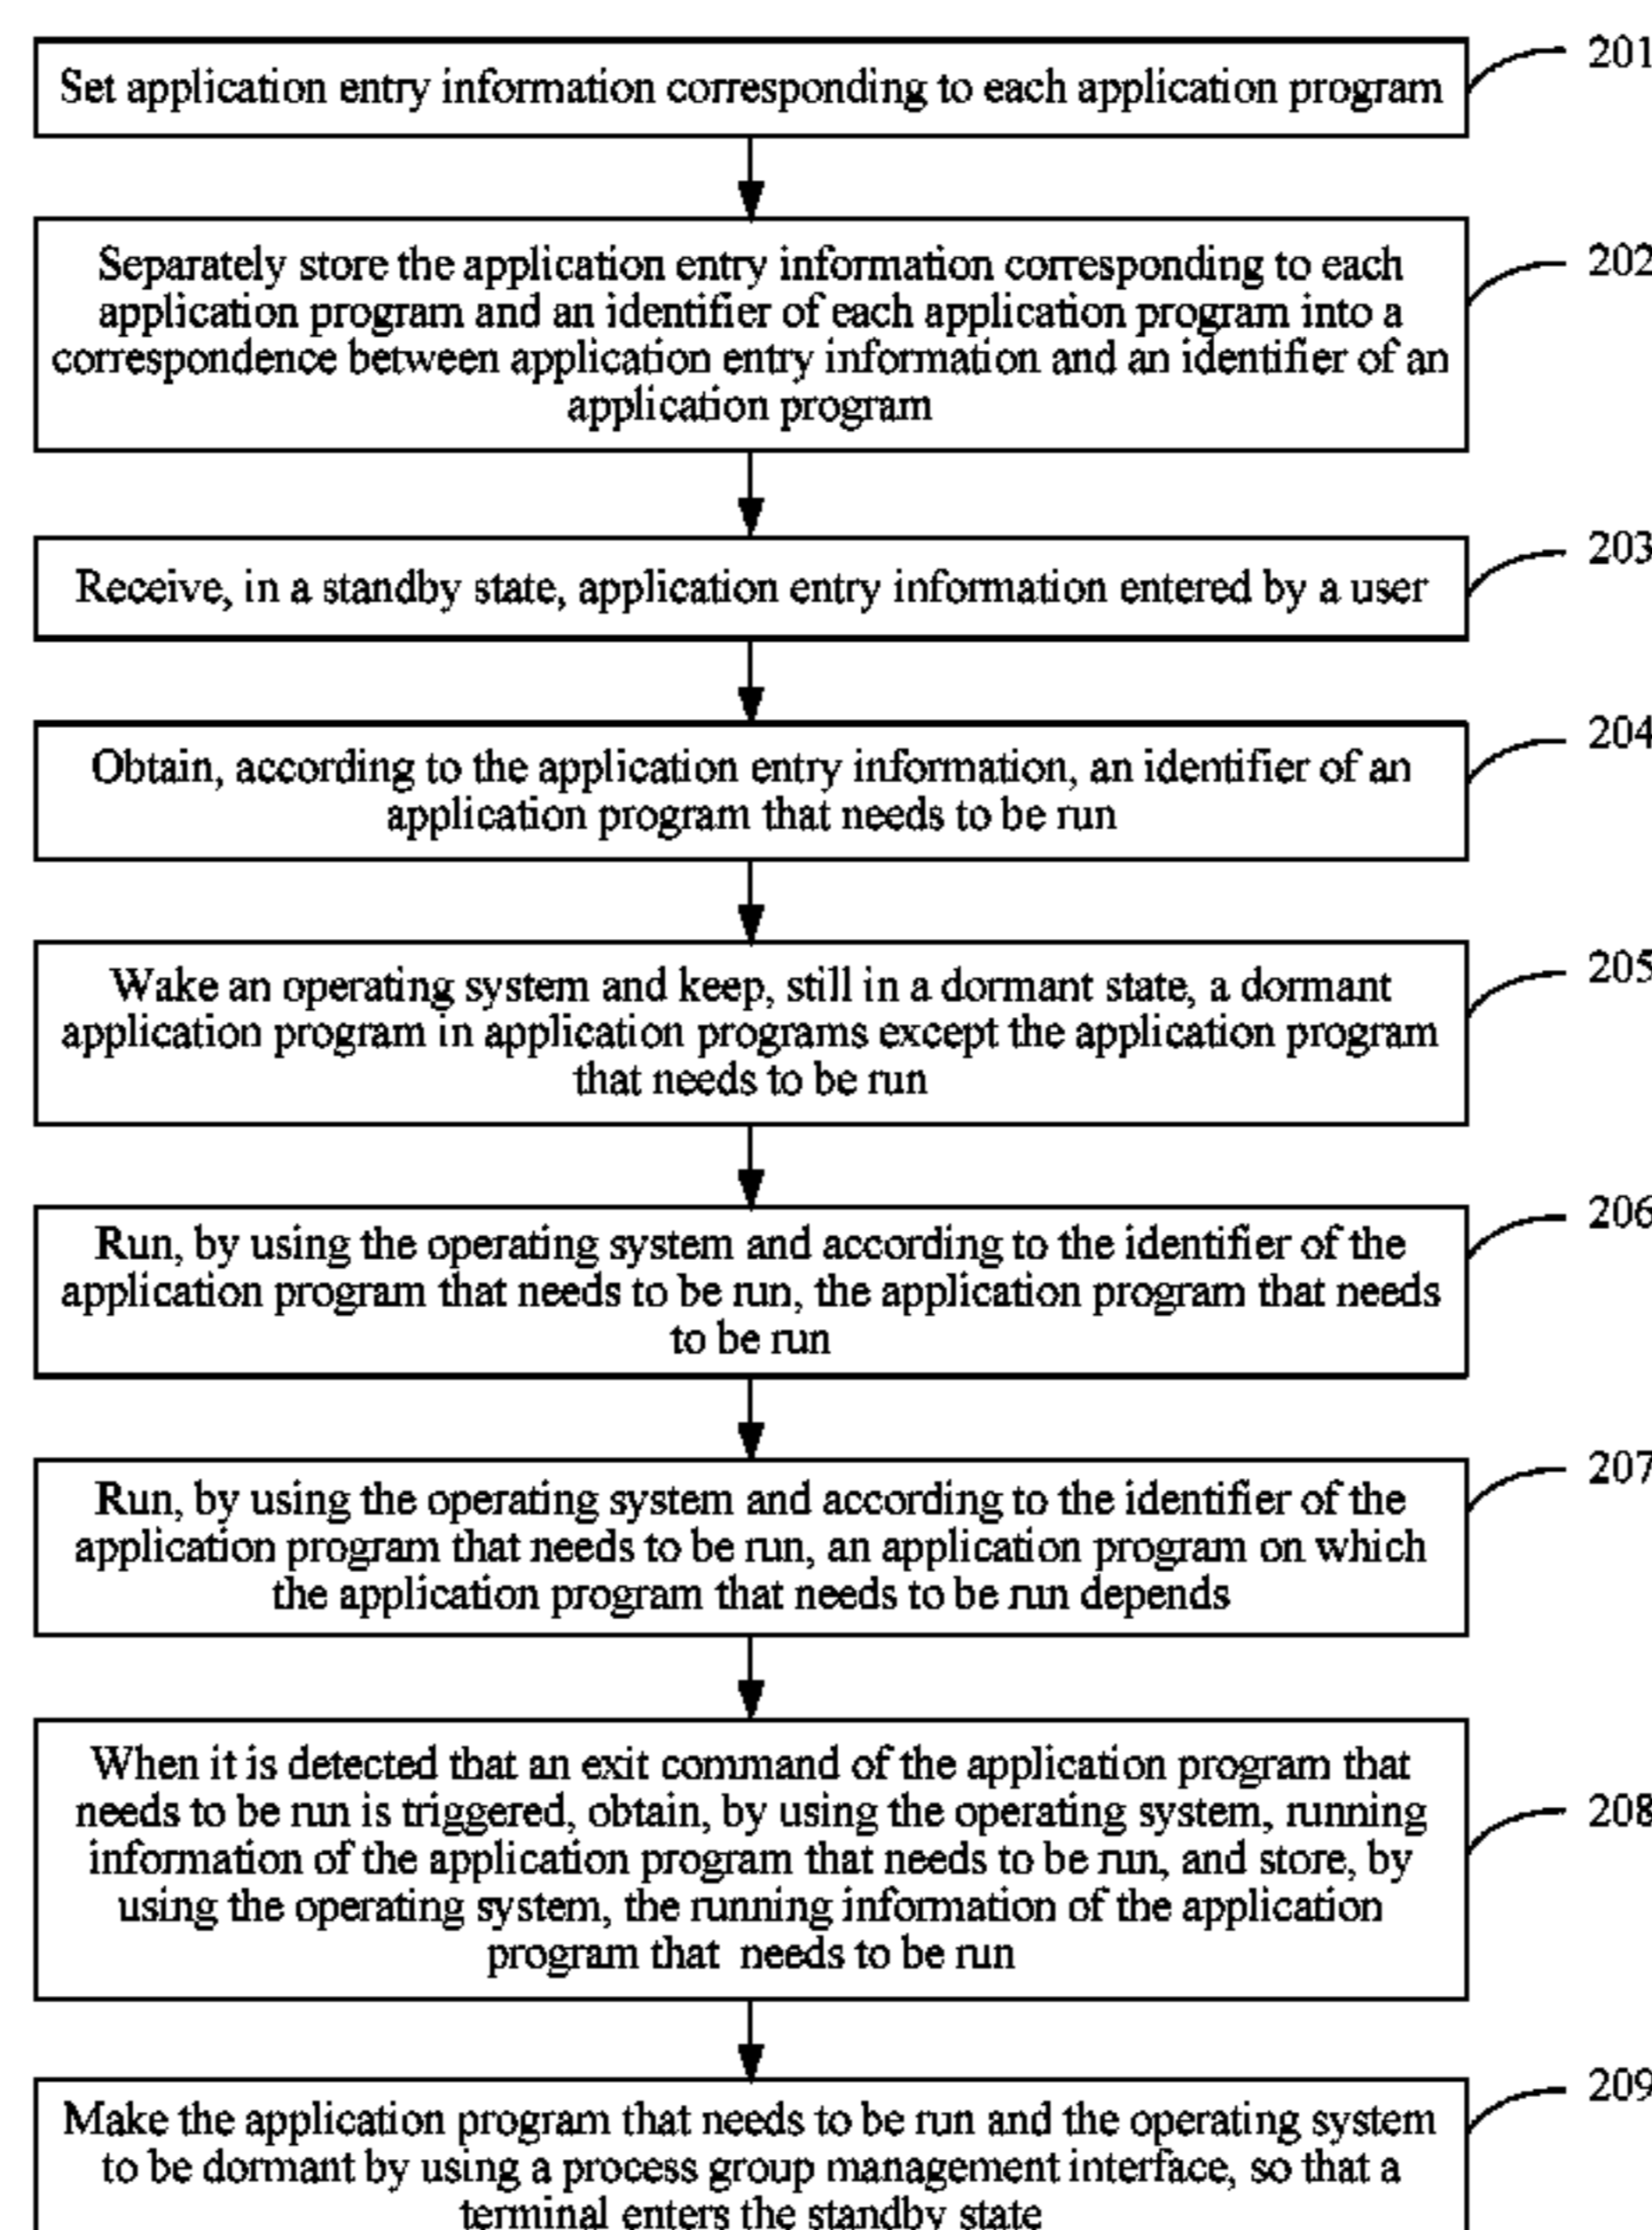 201
Set application entry information corresponding to each application program
202
Separately store the application entry information corresponding to each
application program and an identifier of each application program into a
correspondence between application entry information and an identifier of an
application program
203
Receive, in a standby state, application entry information entered by a user
204
Obtain, according to the application entry information, an identifier of an
application program that needs to be run
205
Wake an operating system and keep, still in a dormant state, a dormant
application program in application programs except the application program
that needs to be run
206
Run, by using the operating system and according to the identifier of the
application program that needs to be run, the application program that needs
to be run
207
Run, by using the operating system and according to the identifier of the
application program that needs to be run, an application program on which
the application program that needs to be run depends
208
When it is detected that an exit command of the application program that
needs to be run is triggered, obtain, by using the operating system, running
information of the application program that needs to be run, and store, by
using the operating system, the running information of the application
program that needs to be run
209
Make the application program that needs to be run and the operating system
to be dormant by using a process group management interface, so that a
terminal enters the standby state